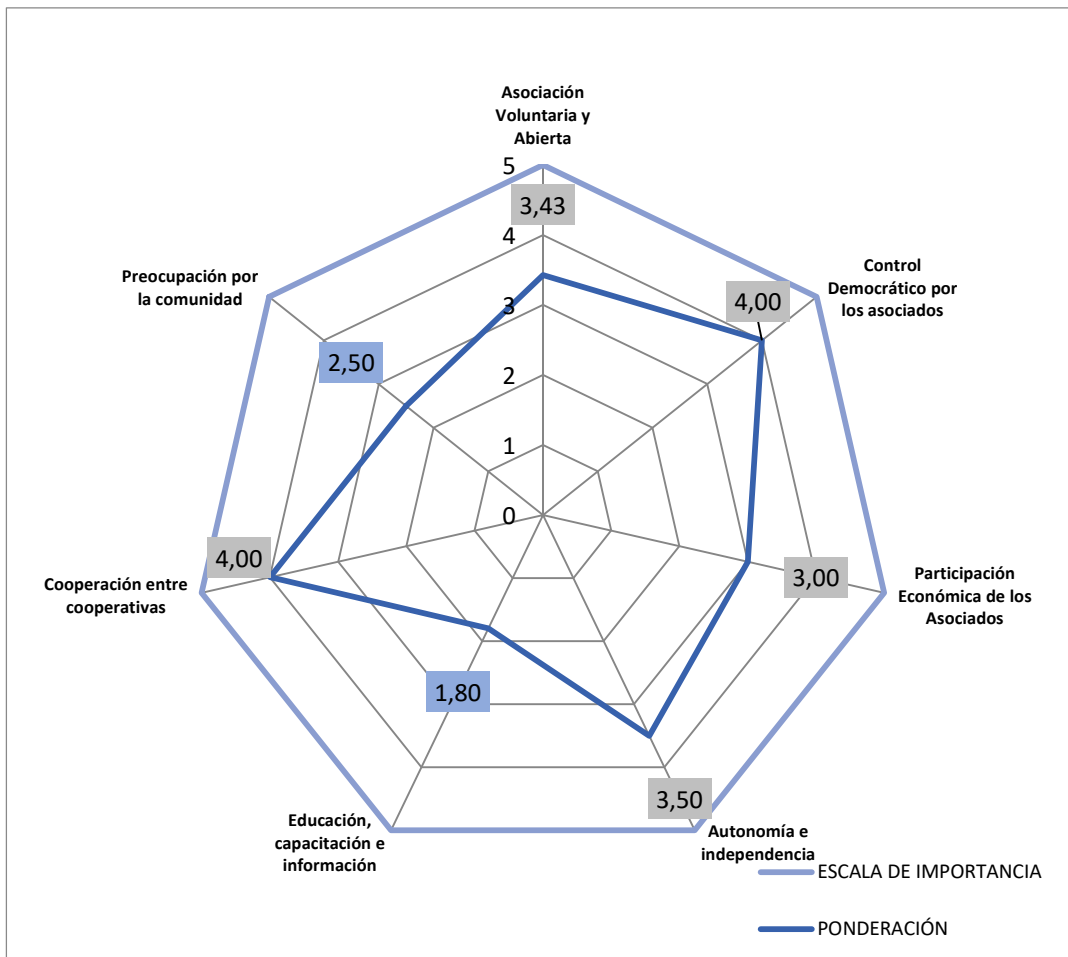 Asociación
Voluntaria y
Abierta
5
3,43
4
Control
Democrático por
los asociados
4,00
Preocupación por
la comunidad
3
2,50
2
1
0
4,00
Cooperación entre
cooperativas
3,00
Participación
Económica de los
Asociados
1,80
3,50
Educación,
capacitación e
información
Autonomía e
independencia
ESCALA DE IMPORTANCIA
PONDERACIÓN